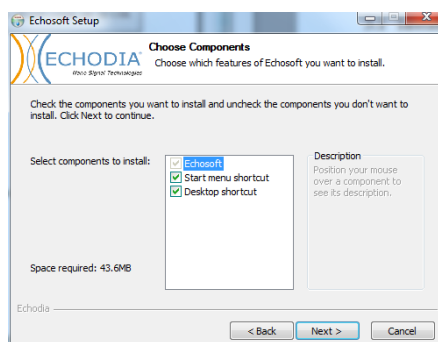 Echosoft Setup
ECHODIA
Choose Components
Choose which features of Echosoft you want to install.
Check the components you want to install and uncheck the components you don't want to
install. Click Next to continue.
Select components to install:
Echosoft
Start menu shortcut
Desktop shortcut
Description
Position your mouse
over a component to
see its description.
Space required: 43.6MB
Echodia
< Back
Next >
Cancel